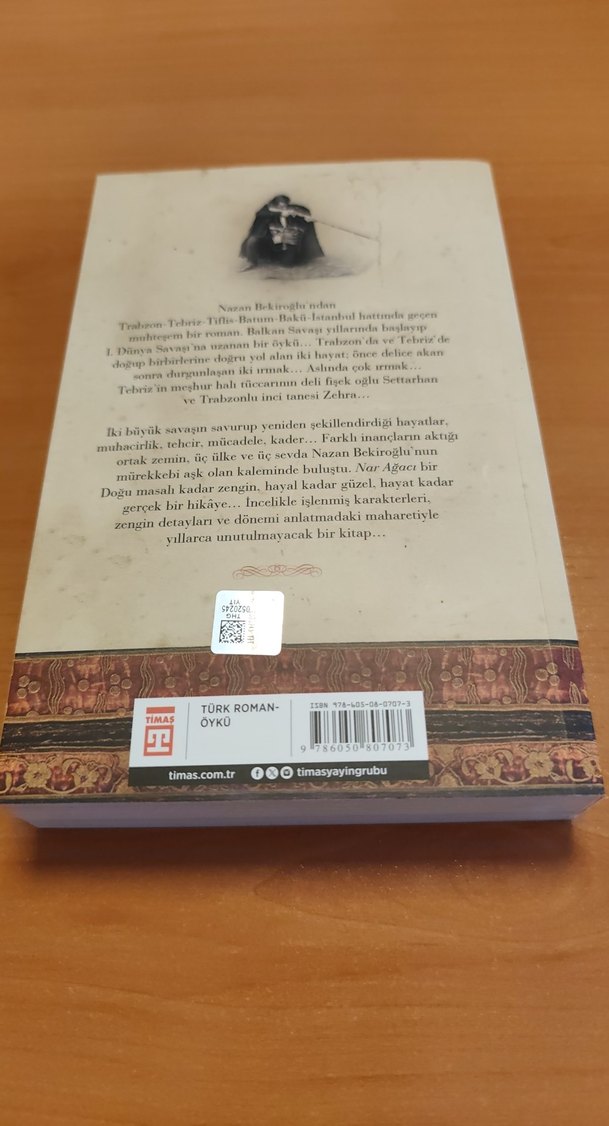 Nazan Bekiroğlu'ndan
Trabzon-Tebriz-Tiflis-Batum-Bakü-İstanbul hattında geçen
muhteşem bir roman. Balkan Savaşı yıllarında başlayıp
I. Dünya Savaşı'na uzanan bir öykü... Trabzon'da ve Tebriz'de
doğup birbirlerine doğru yol alan iki hayat; önce delice akan
sonra durgunlaşan iki ırmak... Aslında çok ırmak...
Tebriz'in meşhur halı tüccarının deli fişek oğlu Settarhan
ve Trabzonlu inci tanesi Zehra...
İki büyük savaşın savurup yeniden şekillendirdiği hayatlar,
muhacirlik, tehcir, mücadele, kader... Farklı inançların aktığı
ortak zemin, üç ülke ve üç sevda Nazan Bekiroğlu'nun
mürekkebi aşk olan kaleminde buluştu. Nar Ağacı bir
Doğu masalı kadar zengin, hayal kadar güzel, hayat kadar
gerçek bir hikâye... İncelikle işlenmiş karakterleri,
zengin detayları ve dönemi anlatmadaki maharetiyle
yıllarca unutulmayacak bir kitap...
THG
YIT
0520245
TİMAŞ
TÜRK ROMAN-
ÖYKÜ
ISBN 978-605-08-0707-3
9 786050 807073
timas.com.tr
timasyayingrubu